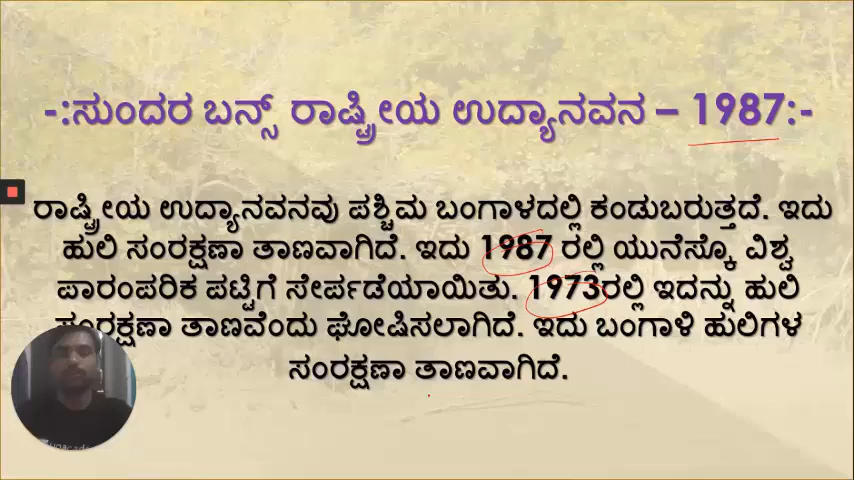 -:ಸುಂದರ ಬನ್ಸ್ ರಾಷ್ಟ್ರೀಯ ಉದ್ಯಾನವನ – 1987:-
ರಾಷ್ಟ್ರೀಯ ಉದ್ಯಾನವನವು ಪಶ್ಚಿಮ ಬಂಗಾಳದಲ್ಲಿ ಕಂಡುಬರುತ್ತದೆ. ಇದು
ಹುಲಿ ಸಂರಕ್ಷಣಾ ತಾಣವಾಗಿದೆ. ಇದು 1987 ರಲ್ಲಿ ಯುನೆಸ್ಕೊ ವಿಶ್ವ
ಪಾರಂಪರಿಕ ಪಟ್ಟಿಗೆ ಸೇರ್ಪಡೆಯಾಯಿತು. 1973ರಲ್ಲಿ ಇದನ್ನು ಹುಲಿ
ಸಂರಕ್ಷಣಾ ತಾಣವೆಂದು ಘೋಷಿಸಲಾಗಿದೆ. ಇದು ಬಂಗಾಳಿ ಹುಲಿಗಳ
ಸಂರಕ್ಷಣಾ ತಾಣವಾಗಿದೆ.